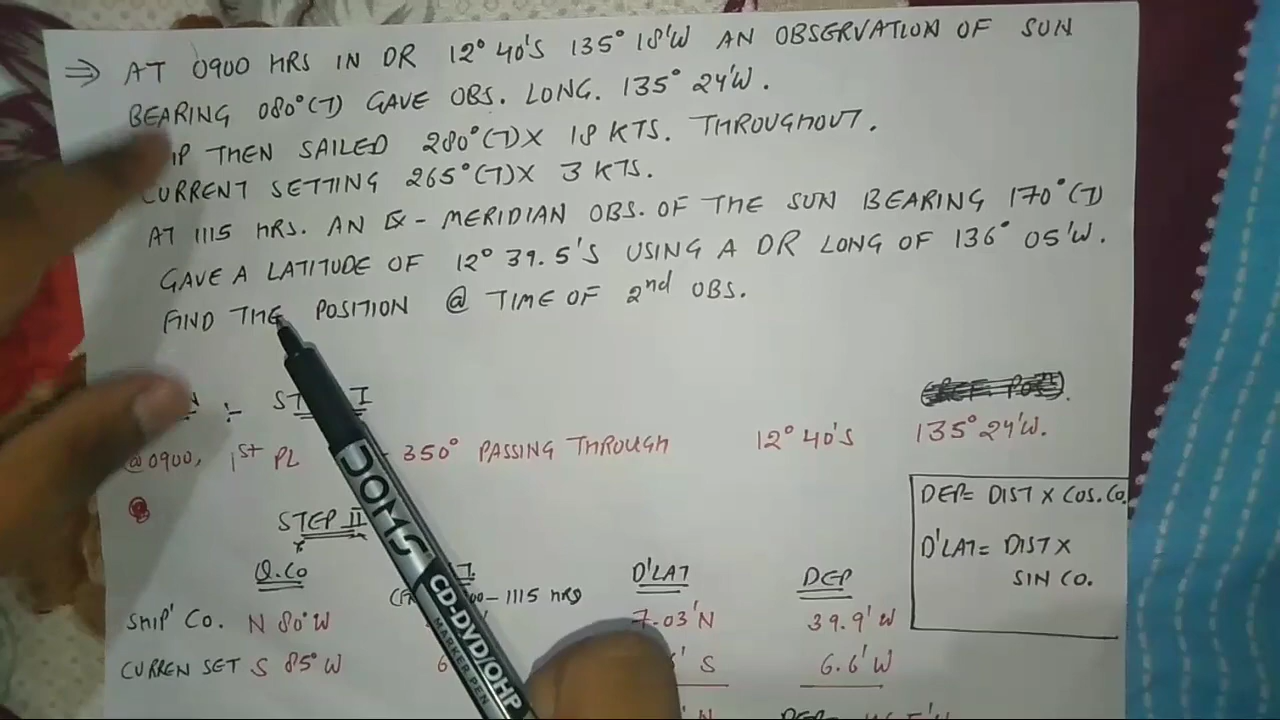 ⇒ AT 0900 HRS IN DR 12° 40'S 135° 18'W AN OBSERVATION OF SUN
BEARING 080°(T) GAVE OBS. LONG. 135° 24'W.
THEN SAILED 280°(T) X 18 KTS. THROUGHOUT.
CURRENT SETTING 265°(T) X 3 KTS.
AT 1115 HRS. AN EX-MERIDIAN OBS. OF THE SUN BEARING 170°(T)
GAVE A LATITUDE OF 12° 39.5'S USING A DR LONG OF 136° 05'W.
FIND THE POSITION @ TIME OF 2nd OBS.
:- I
@0900, 1st PL 350° PASSING THROUGH 12° 40'S 135° 24'W.
STEP II
DEP = DIST X COS. CO.
D'LAT = DIST X
SIN CO.
Q.Co D'LAT DEP
- 1115 HRS
SHIP' CO. N 80° W 7.03'N 39.9'W
CURREN SET S 85° W 6 S 6.6'W
DOMS CD-DVD/OHP
MARKER PEN